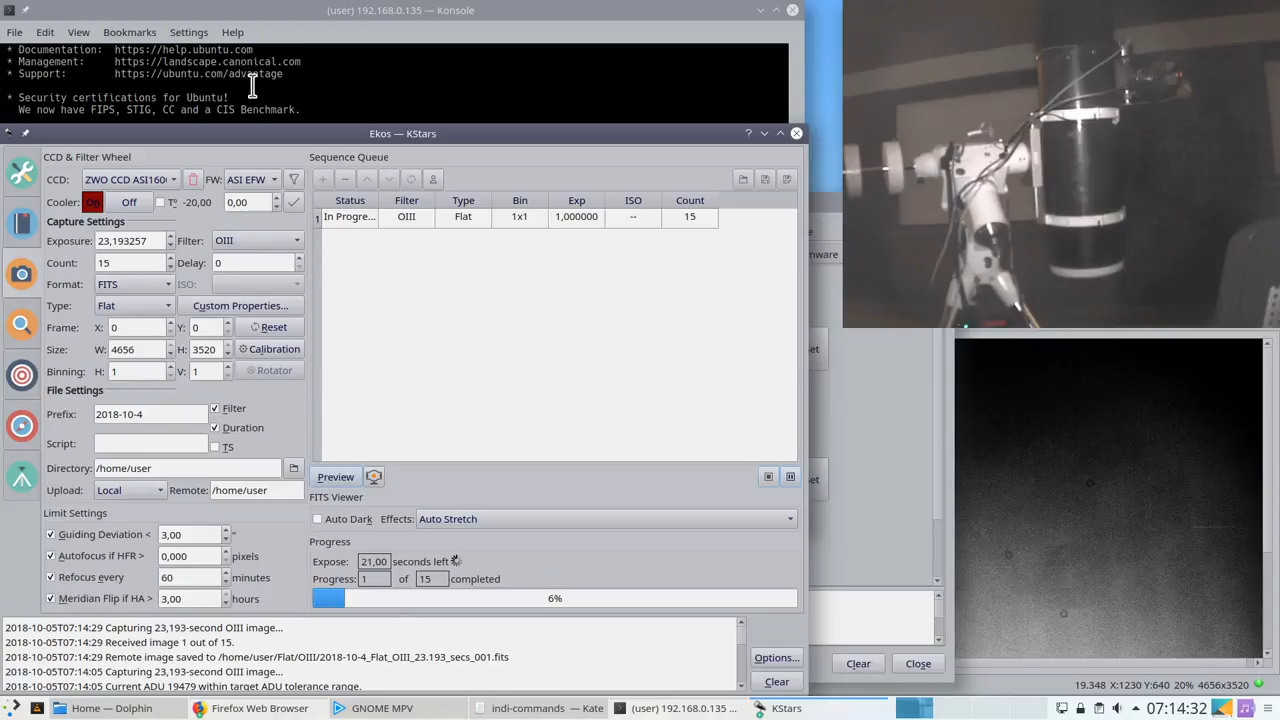 (user) 192.168.0.135 — Konsole
File Edit View Bookmarks Settings Help
* Documentation: https://help.ubuntu.com
* Management: https://landscape.canonical.com
* Support: https://ubuntu.com/advantage
* Security certifications for Ubuntu!
We now have FIPS, STIG, CC and a CIS Benchmark.
Ekos — KStars
CCD & Filter Wheel
CCD: ZWO CCD ASI160 FW: ASI EFW
Cooler: On Off T° -20,00 0,00
Capture Settings
Exposure: 23,193257 Filter: OIII
Count: 15 Delay: 0
Format: FITS ISO:
Type: Flat Custom Properties...
Frame: X: 0 Y: 0 Reset
Size: W: 4656 H: 3520 Calibration
Binning: H: 1 V: 1 Rotator
File Settings
Prefix: 2018-10-4 Filter
Duration
Script: TS
Directory: /home/user
Upload: Local Remote: /home/user
Limit Settings
Guiding Deviation < 3,00 "
Autofocus if HFR > 0,000 pixels
Refocus every 60 minutes
Meridian Flip if HA > 3,00 hours
Sequence Queue
Status Filter Type Bin Exp ISO Count
1 In Progre... OIII Flat 1x1 1,000000 -- 15
Preview
FITS Viewer
Auto Dark Effects: Auto Stretch
Progress
Expose: 21,00 seconds left
Progress: 1 of 15 completed
6%
2018-10-05T07:14:29 Capturing 23,193-second OIII image...
2018-10-05T07:14:29 Received image 1 out of 15.
2018-10-05T07:14:29 Remote image saved to /home/user/Flat/OIII/2018-10-4_Flat_OIII_23.193_secs_001.fits
2018-10-05T07:14:05 Capturing 23,193-second OIII image...
2018-10-05T07:14:05 Current ADU 19479 within target ADU tolerance range.
Options...
Clear
mware
et
et
Clear Close
19.348 X:1230 Y:640 20% 4656x3520
Home — Dolphin Firefox Web Browser GNOME MPV indi-commands — Kate (user) 192.168.0.135 ... KStars 07:14:32